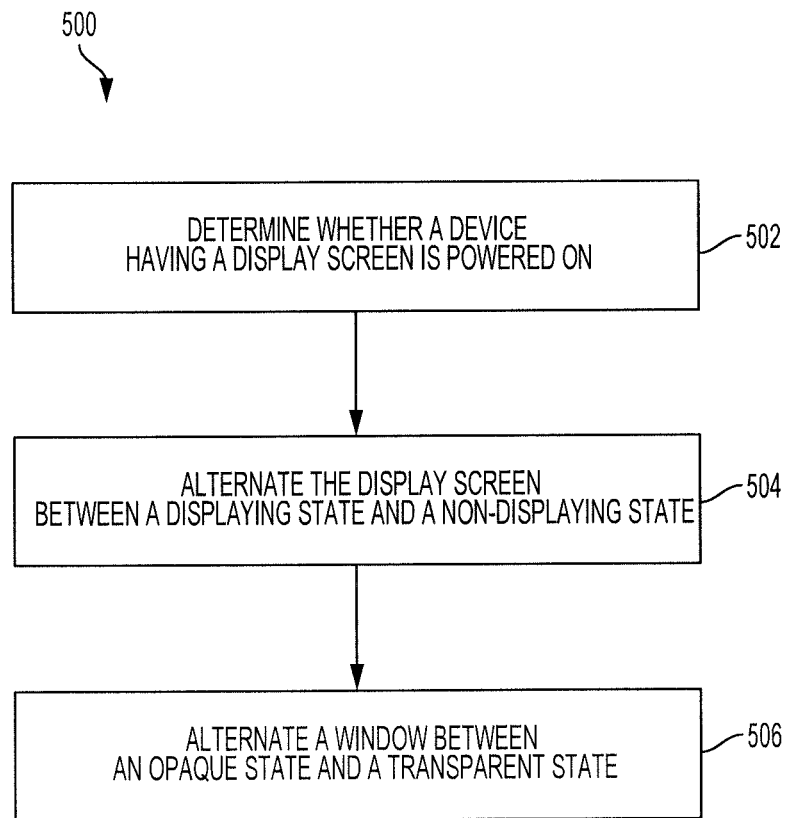 500
DETERMINE WHETHER A DEVICE
HAVING A DISPLAY SCREEN IS POWERED ON
502
ALTERNATE THE DISPLAY SCREEN
BETWEEN A DISPLAYING STATE AND A NON-DISPLAYING STATE
504
ALTERNATE A WINDOW BETWEEN
AN OPAQUE STATE AND A TRANSPARENT STATE
506